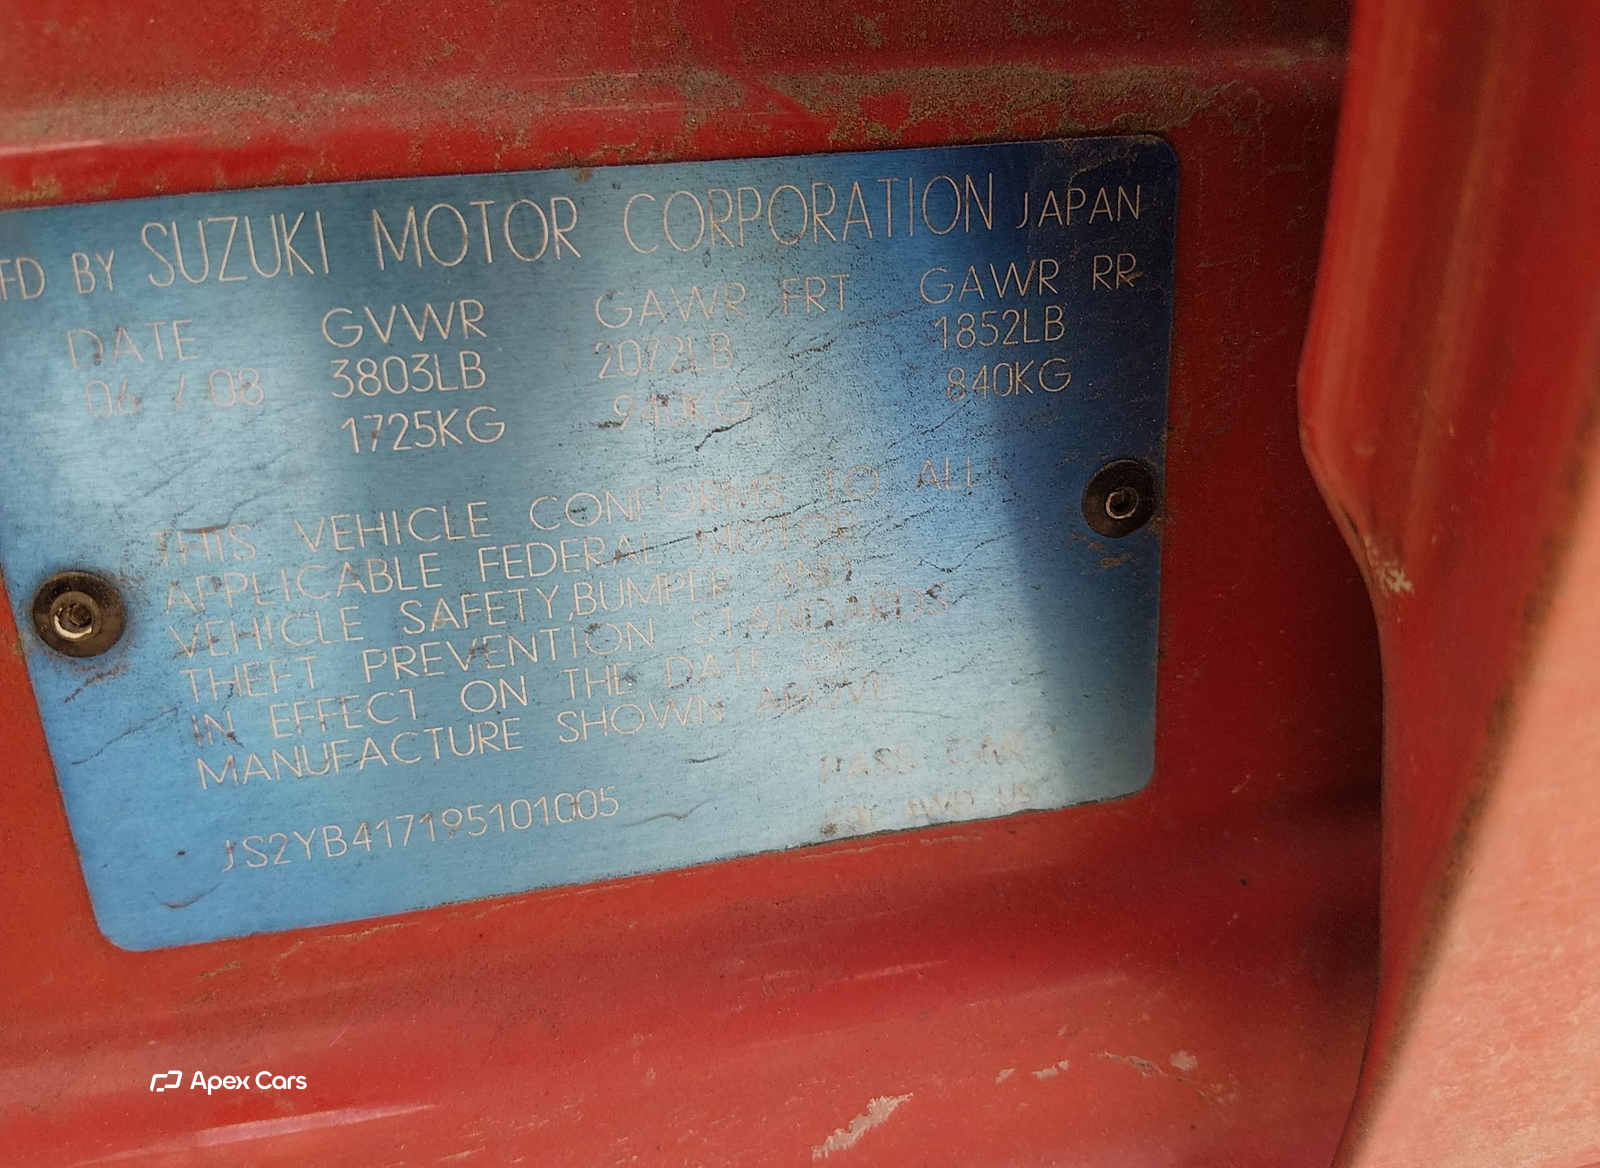 FD BY SUZUKI MOTOR CORPORATION JAPAN
DATE GVWR GAWR FRT GAWR RR
06 / 08 3803LB 2072LB 1852LB
1725KG 940KG 840KG
THIS VEHICLE CONFORMS TO ALL
APPLICABLE FEDERAL MOTOR
VEHICLE SAFETY,BUMPER AND
THEFT PREVENTION STANDARDS
IN EFFECT ON THE DATE OF
MANUFACTURE SHOWN ABOVE
JS2YB417195101005
PASS CAR
US
Apex Cars